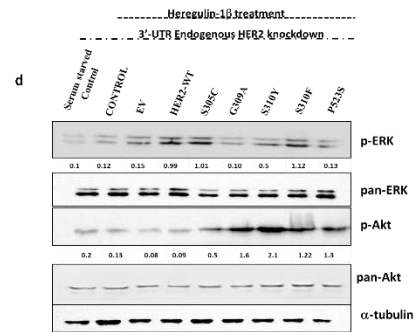 Heregulin-1β treatment
3'-UTR Endogenous HER2 knockdown
d
Serum starved Control
CONTROL
EV
HER2-WT
S305C
G309A
S310Y
S310F
P523S
p-ERK
0.1 0.12 0.15 0.99 1.01 0.10 0.5 1.12 0.13
pan-ERK
p-Akt
0.2 0.13 0.08 0.09 0.5 1.6 2.1 1.22 1.3
pan-Akt
α-tubulin